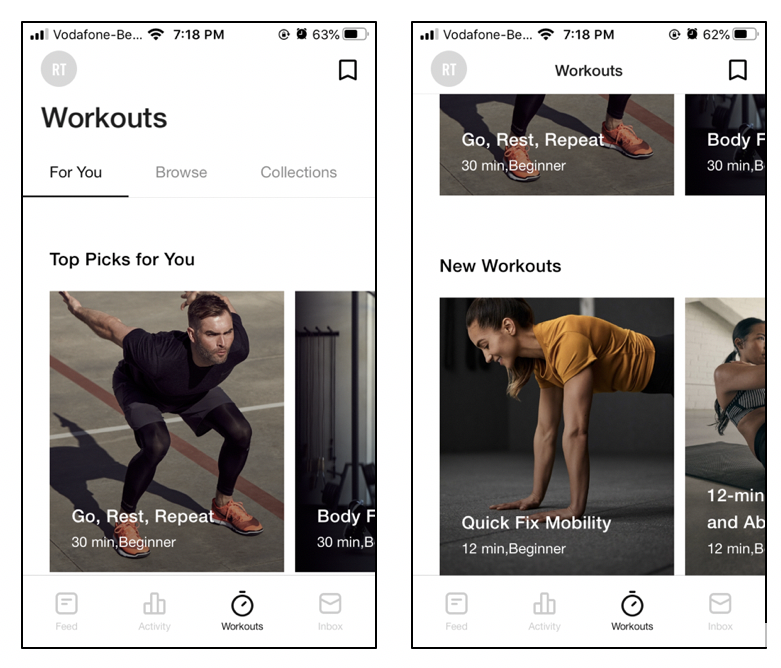 Vodafone-Be... 7:18 PM 63%
RT
Workouts
For You Browse Collections
Top Picks for You
Go, Rest, Repeat
30 min,Beginner
Body F
30 min,B
Feed Activity Workouts Inbox
Vodafone-Be... 7:18 PM 62%
RT Workouts
Go, Rest, Repeat
30 min,Beginner
Body F
30 min,B
New Workouts
Quick Fix Mobility
12 min,Beginner
12-min
and Ab
12 min,B
Feed Activity Workouts Inbox